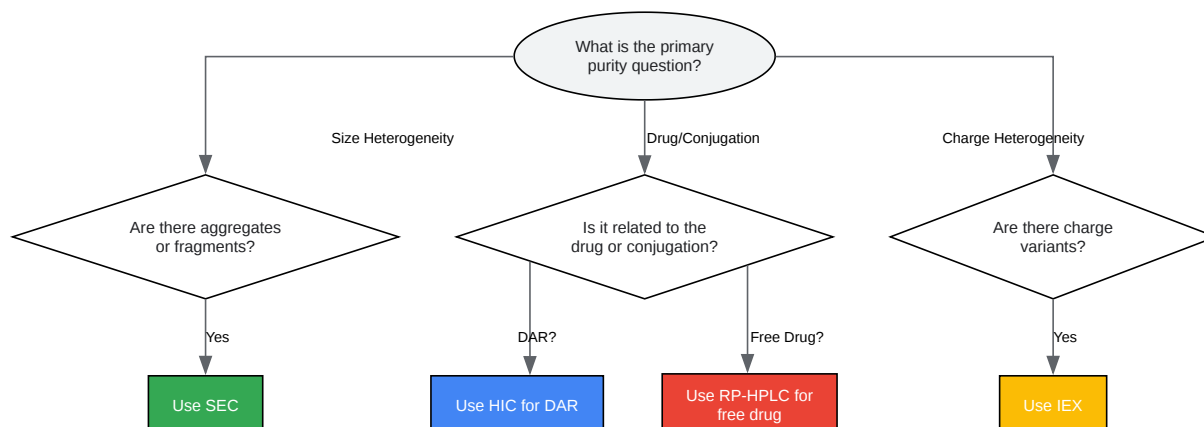 What is the primary
purity question?
Size Heterogeneity
Drug/Conjugation
Charge Heterogeneity
Are there aggregates
or fragments?
Is it related to the
drug or conjugation?
Are there charge
variants?
Yes
DAR?
Free Drug?
Yes
Use SEC
Use HIC for DAR
Use RP-HPLC for
free drug
Use IEX